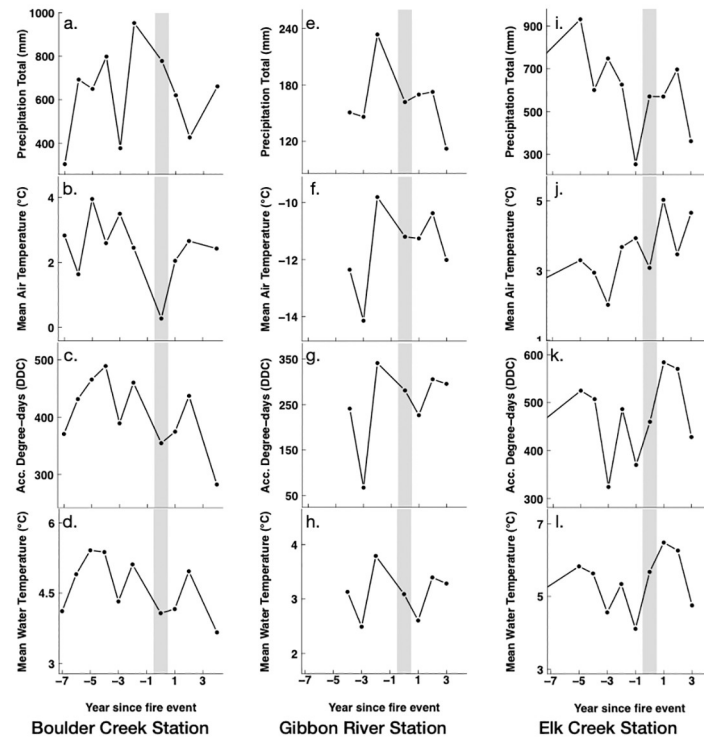 a.
Precipitation Total (mm)
1000
800
600
400
b.
Mean Air Temperature (°C)
4
2
0
c.
Acc. Degree−days (DDC)
500
400
300
d.
Mean Water Temperature (°C)
6
4.5
3
−7 −5 −3 −1 1 3
Year since fire event
Boulder Creek Station
e.
Precipitation Total (mm)
240
180
120
f.
Mean Air Temperature (°C)
−10
−12
−14
g.
Acc. Degree−days (DDC)
350
250
150
50
h.
Mean Water Temperature (°C)
4
3
2
−7 −5 −3 −1 1 3
Year since fire event
Gibbon River Station
i.
Precipitation Total (mm)
900
700
500
300
j.
Mean Air Temperature (°C)
5
3
1
k.
Acc. Degree−days (DDC)
600
500
400
300
l.
Mean Water Temperature (°C)
7
5
3
−7 −5 −3 −1 1 3
Year since fire event
Elk Creek Station